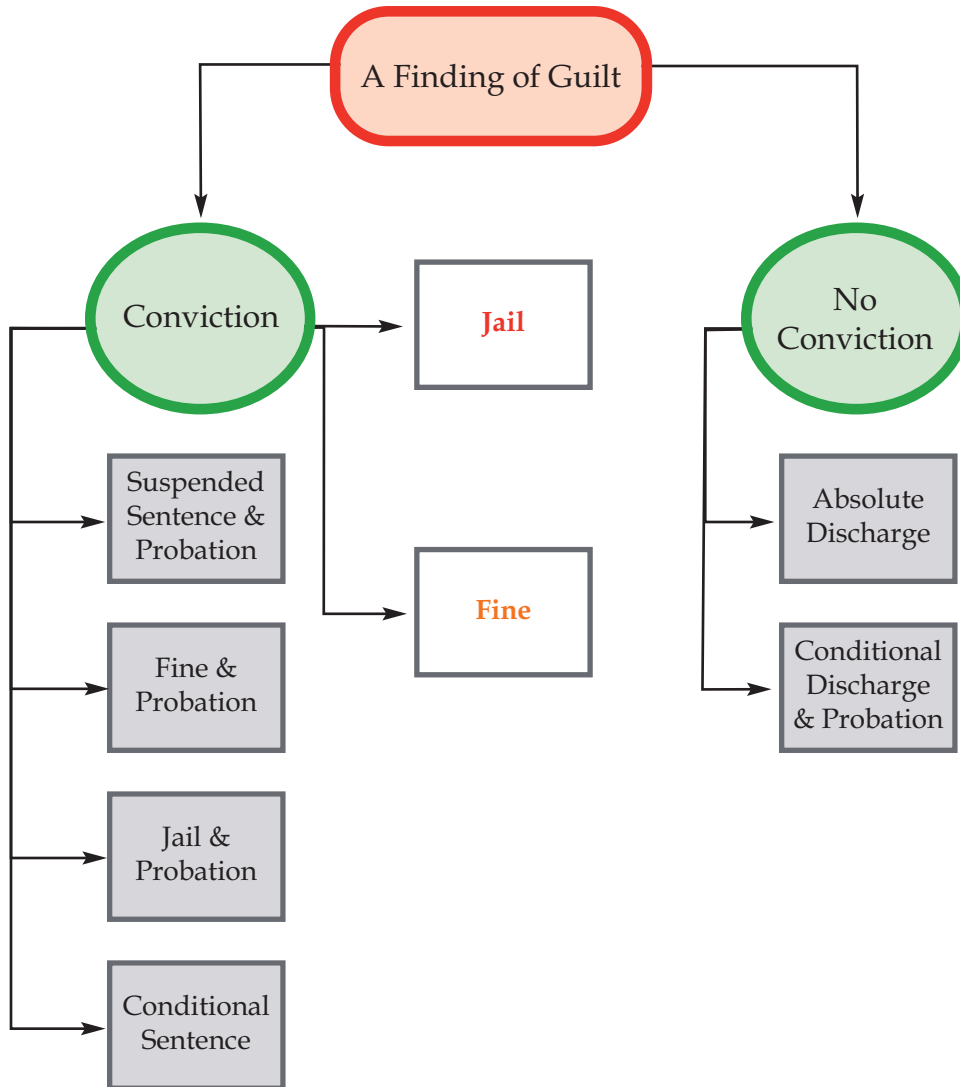 A Finding of Guilt
Conviction
Jail
No
Conviction
Suspended
Sentence &
Probation
Absolute
Discharge
Fine
Fine &
Probation
Conditional
Discharge
& Probation
Jail &
Probation
Conditional
Sentence